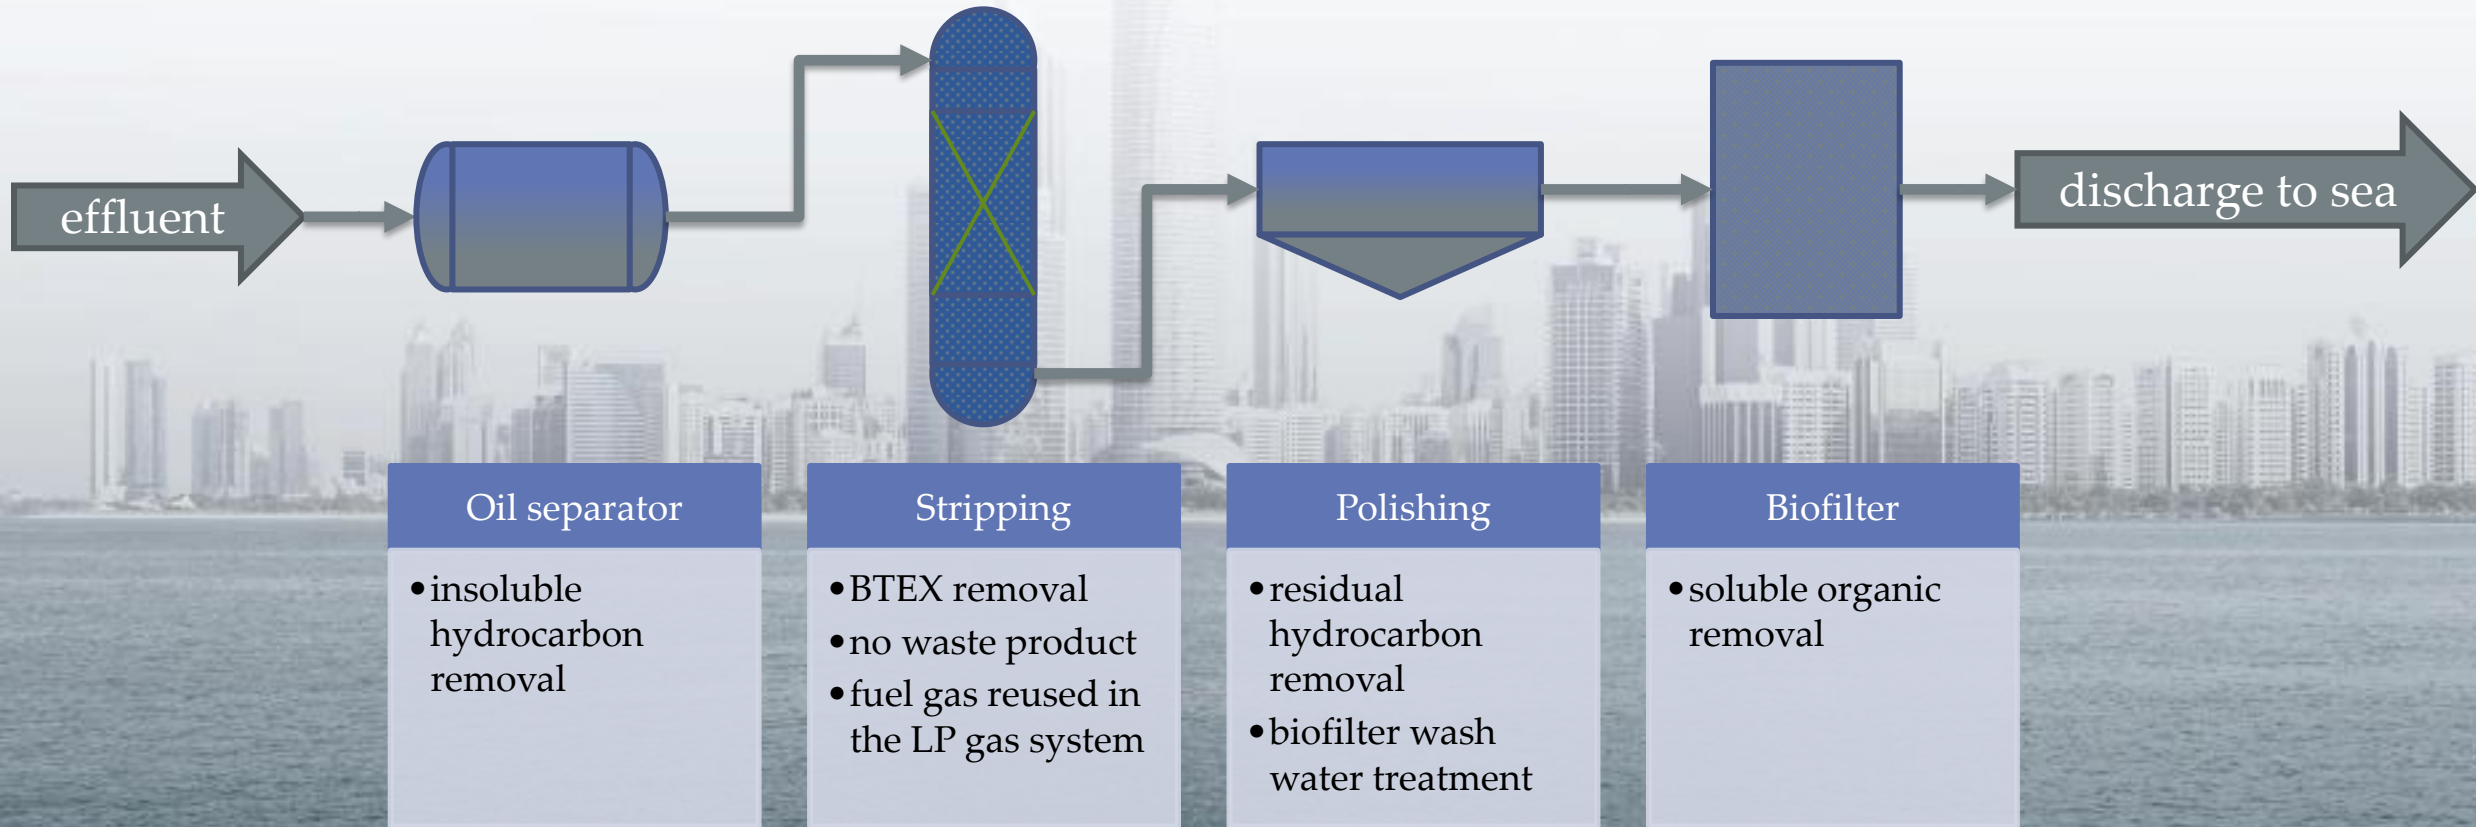 effluent
discharge to sea
Oil separator
•insoluble
hydrocarbon
removal
Stripping
•BTEX removal
•no waste product
•fuel gas reused in
the LP gas system
Polishing
•residual
hydrocarbon
removal
•biofilter wash
water treatment
Biofilter
•soluble organic
removal